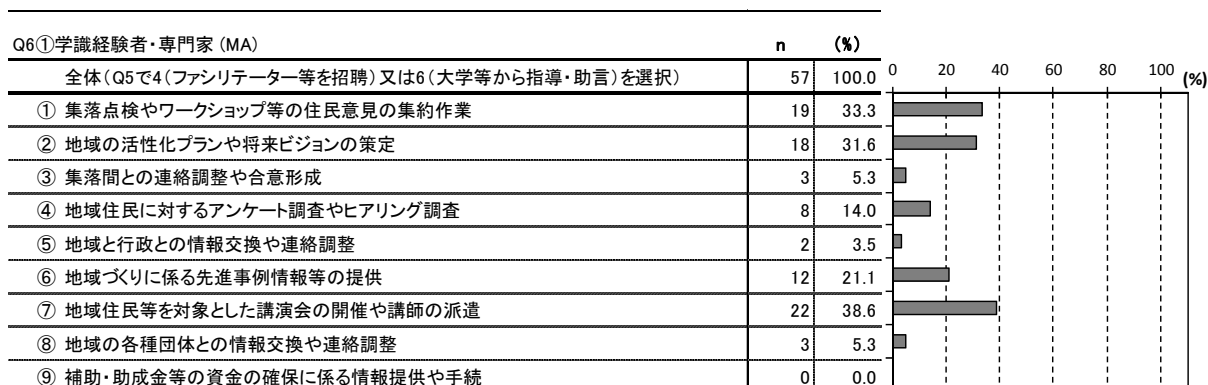 Q6①学識経験者・専門家 (MA) n (%)
全体(Q5で4(ファシリテーター等を招聘)又は6(大学等から指導・助言)を選択) 57 100.0 0 20 40 60 80 100 (%)
① 集落点検やワークショップ等の住民意見の集約作業 19 33.3
② 地域の活性化プランや将来ビジョンの策定 18 31.6
③ 集落間との連絡調整や合意形成 3 5.3
④ 地域住民に対するアンケート調査やヒアリング調査 8 14.0
⑤ 地域と行政との情報交換や連絡調整 2 3.5
⑥ 地域づくりに係る先進事例情報等の提供 12 21.1
⑦ 地域住民等を対象とした講演会の開催や講師の派遣 22 38.6
⑧ 地域の各種団体との情報交換や連絡調整 3 5.3
⑨ 補助・助成金等の資金の確保に係る情報提供や手続 0 0.0